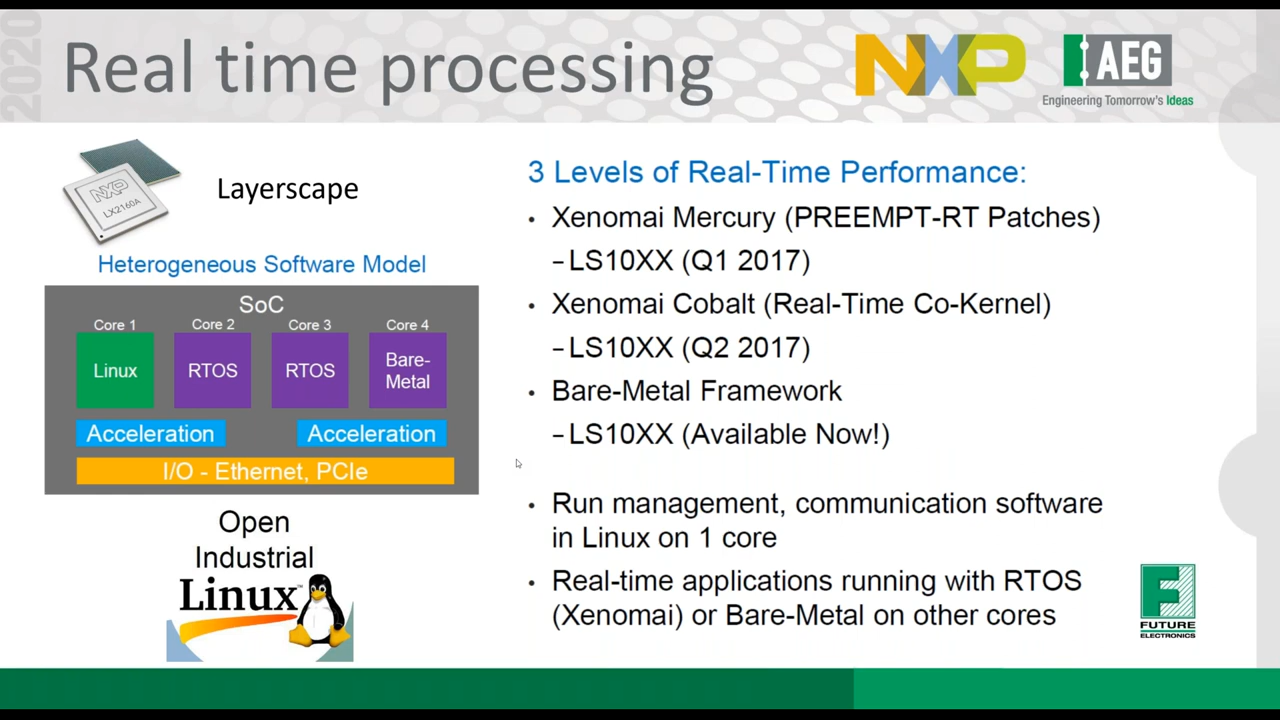 2020
Real time processing
NXP
AEG
Engineering Tomorrow's Ideas
NXP
LX2160A
Layerscape
Heterogeneous Software Model
SoC
Core 1
Core 2
Core 3
Core 4
Linux
RTOS
RTOS
Bare-
Metal
Acceleration
Acceleration
I/O - Ethernet, PCIe
Open
Industrial
Linux™
3 Levels of Real-Time Performance:
• Xenomai Mercury (PREEMPT-RT Patches)
–LS10XX (Q1 2017)
• Xenomai Cobalt (Real-Time Co-Kernel)
–LS10XX (Q2 2017)
• Bare-Metal Framework
–LS10XX (Available Now!)
• Run management, communication software
in Linux on 1 core
• Real-time applications running with RTOS
(Xenomai) or Bare-Metal on other cores
F
FUTURE
ELECTRONICS